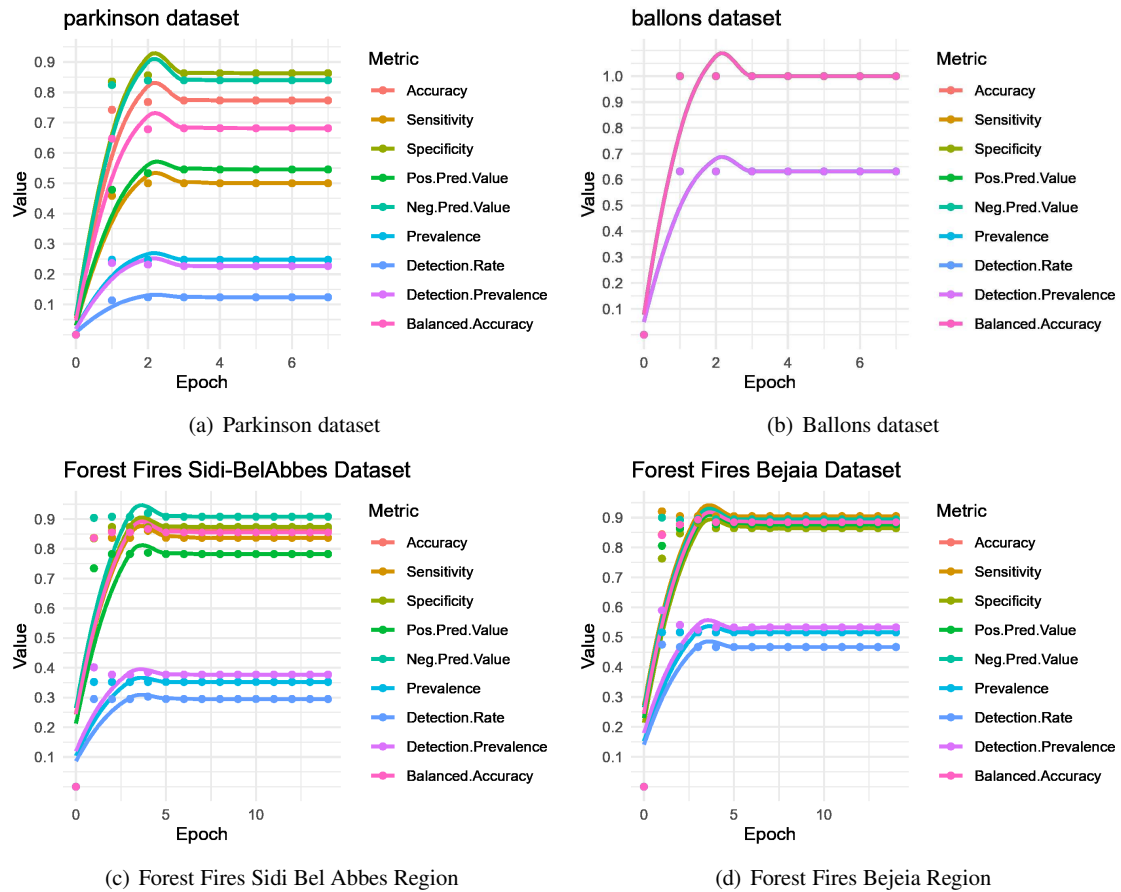 parkinson dataset
Value
0.9
0.8
0.7
0.6
0.5
0.4
0.3
0.2
0.1
0 2 4 6
Epoch
Metric
Accuracy
Sensitivity
Specificity
Pos.Pred.Value
Neg.Pred.Value
Prevalence
Detection.Rate
Detection.Prevalence
Balanced.Accuracy
(a) Parkinson dataset
ballons dataset
Value
1.0
0.9
0.8
0.7
0.6
0.5
0.4
0.3
0.2
0.1
0 2 4 6
Epoch
Metric
Accuracy
Sensitivity
Specificity
Pos.Pred.Value
Neg.Pred.Value
Prevalence
Detection.Rate
Detection.Prevalence
Balanced.Accuracy
(b) Ballons dataset
Forest Fires Sidi-BelAbbes Dataset
Value
0.9
0.8
0.7
0.6
0.5
0.4
0.3
0.2
0.1
0 5 10
Epoch
Metric
Accuracy
Sensitivity
Specificity
Pos.Pred.Value
Neg.Pred.Value
Prevalence
Detection.Rate
Detection.Prevalence
Balanced.Accuracy
(c) Forest Fires Sidi Bel Abbes Region
Forest Fires Bejaia Dataset
Value
0.9
0.8
0.7
0.6
0.5
0.4
0.3
0.2
0.1
0 5 10
Epoch
Metric
Accuracy
Sensitivity
Specificity
Pos.Pred.Value
Neg.Pred.Value
Prevalence
Detection.Rate
Detection.Prevalence
Balanced.Accuracy
(d) Forest Fires Bejeia Region